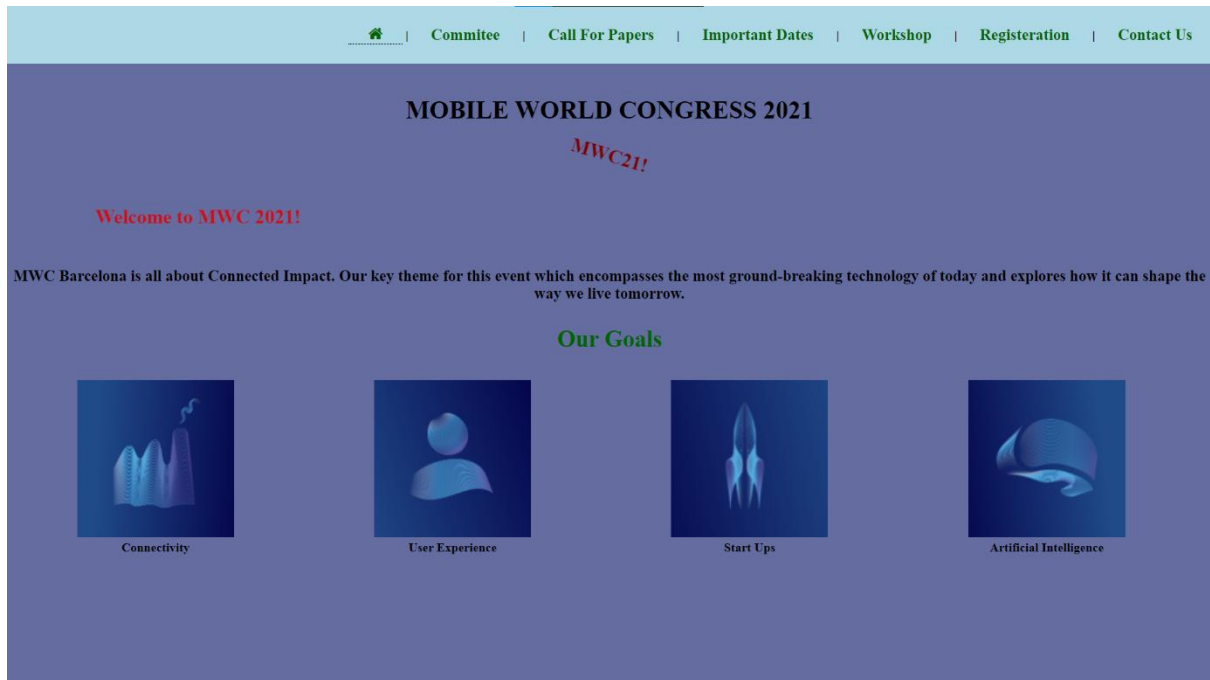 | Commitee | Call For Papers | Important Dates | Workshop | Registeration | Contact Us
MOBILE WORLD CONGRESS 2021
MWC21!
Welcome to MWC 2021!
MWC Barcelona is all about Connected Impact. Our key theme for this event which encompasses the most ground-breaking technology of today and explores how it can shape the
way we live tomorrow.
Our Goals
Connectivity User Experience Start Ups Artificial Intelligence